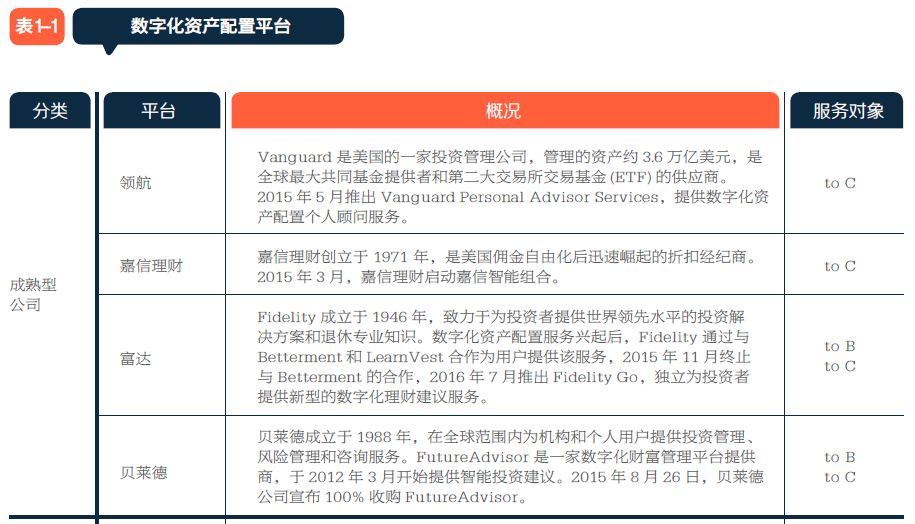 表1-1
数字化资产配置平台
分类
平台
概况
服务对象
成熟型
公司
领航
Vanguard 是美国的一家投资管理公司，管理的资产约 3.6 万亿美元，是
全球最大共同基金提供者和第二大交易所交易基金 (ETF) 的供应商。
2015 年 5 月推出 Vanguard Personal Advisor Services，提供数字化资
产配置个人顾问服务。
to C
嘉信理财
嘉信理财创立于 1971 年，是美国佣金自由化后迅速崛起的折扣经纪商。
2015 年 3 月，嘉信理财启动嘉信智能组合。
to C
富达
Fidelity 成立于 1946 年，致力于为投资者提供世界领先水平的投资解
决方案和退休专业知识。数字化资产配置服务兴起后，Fidelity 通过与
Betterment 和 LearnVest 合作为用户提供该服务，2015 年 11 月终止
与 Betterment 的合作，2016 年 7 月推出 Fidelity Go，独立为投资者
提供新型的数字化理财建议服务。
to B
to C
贝莱德
贝莱德成立于 1988 年，在全球范围内为机构和个人用户提供投资管理、
风险管理和咨询服务。FutureAdvisor 是一家数字化财富管理平台提供
商，于 2012 年 3 月开始提供智能投资建议。2015 年 8 月 26 日，贝莱德
公司宣布 100% 收购 FutureAdvisor。
to B
to C